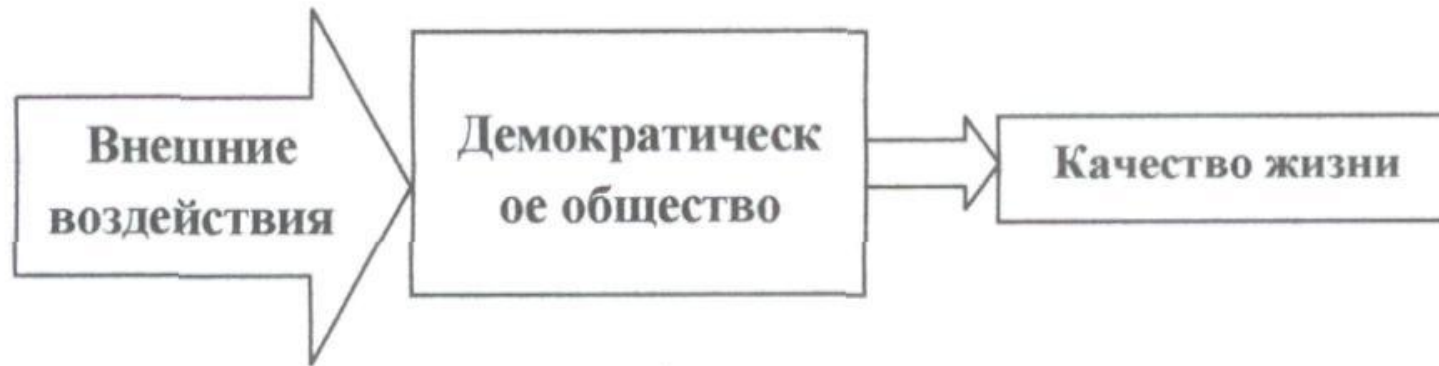 Внешние
воздействия
Демократическ
ое общество
Качество жизни